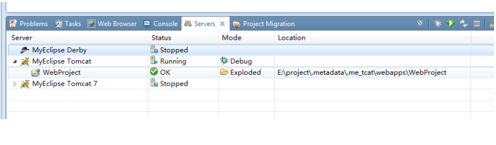 Problems Tasks Web Browser Console Servers Project Migration
Server Status Mode Location
MyEclipse Derby Stopped
MyEclipse Tomcat Running Debug
WebProject OK Exploded E:\project\.metadata\.me_tcat\webapps\WebProject
MyEclipse Tomcat 7 Stopped